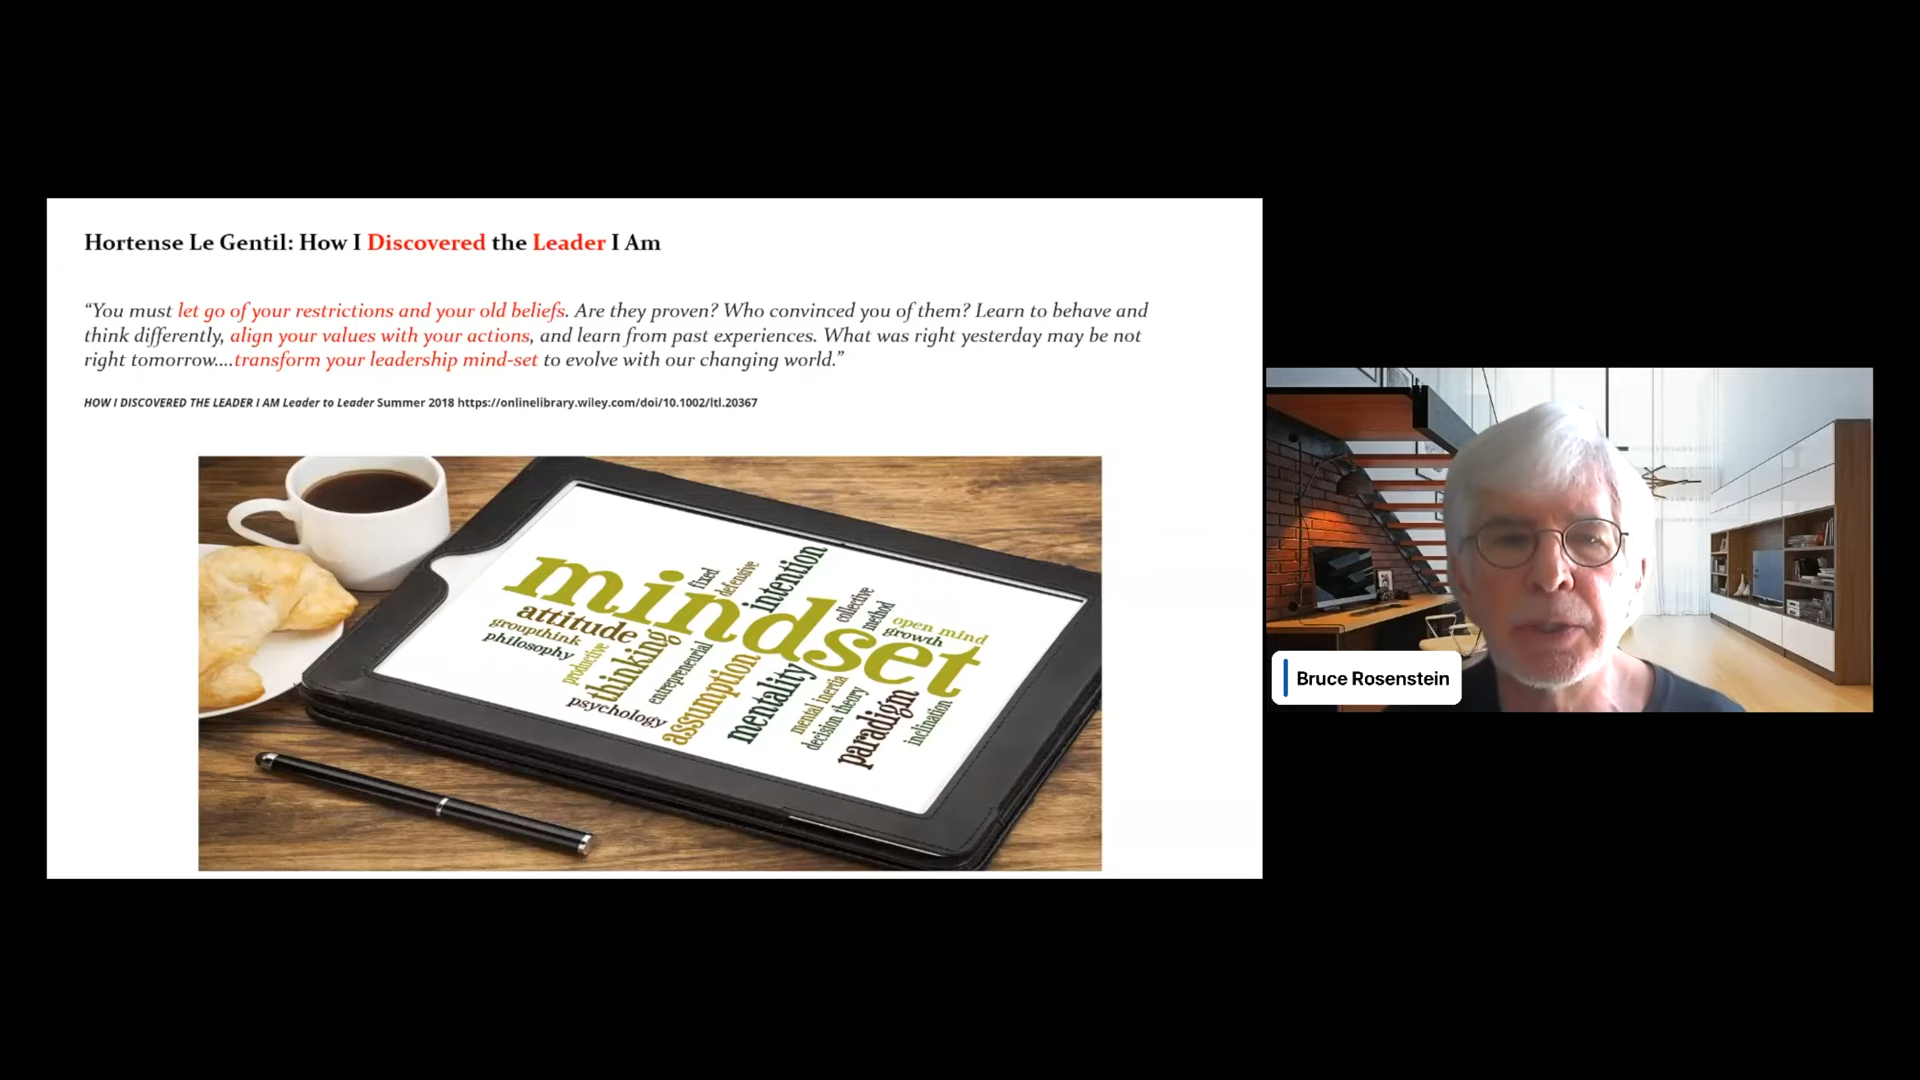 Hortense Le Gentil: How I Discovered the Leader I Am
“You must let go of your restrictions and your old beliefs. Are they proven? Who convinced you of them? Learn to behave and
think differently, align your values with your actions, and learn from past experiences. What was right yesterday may be not
right tomorrow....transform your leadership mind-set to evolve with our changing world.”
HOW I DISCOVERED THE LEADER I AM Leader to Leader Summer 2018 https://onlinelibrary.wiley.com/doi/10.1002/ltl.20367
mindset
fixed
defensive
intention
collective
method
open mind
growth
attitude
groupthink
philosophy
productive
thinking
psychology
entrepreneurial
assumption
mentality
mental inertia
decision theory
paradigm
inclination
Bruce Rosenstein